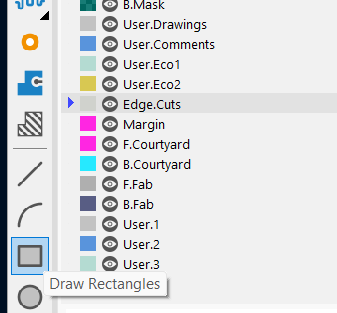 B.Mask
User.Drawings
User.Comments
User.Eco1
User.Eco2
Edge.Cuts
Margin
F.Courtyard
B.Courtyard
F.Fab
B.Fab
User.1
User.2
User.3
Draw Rectangles